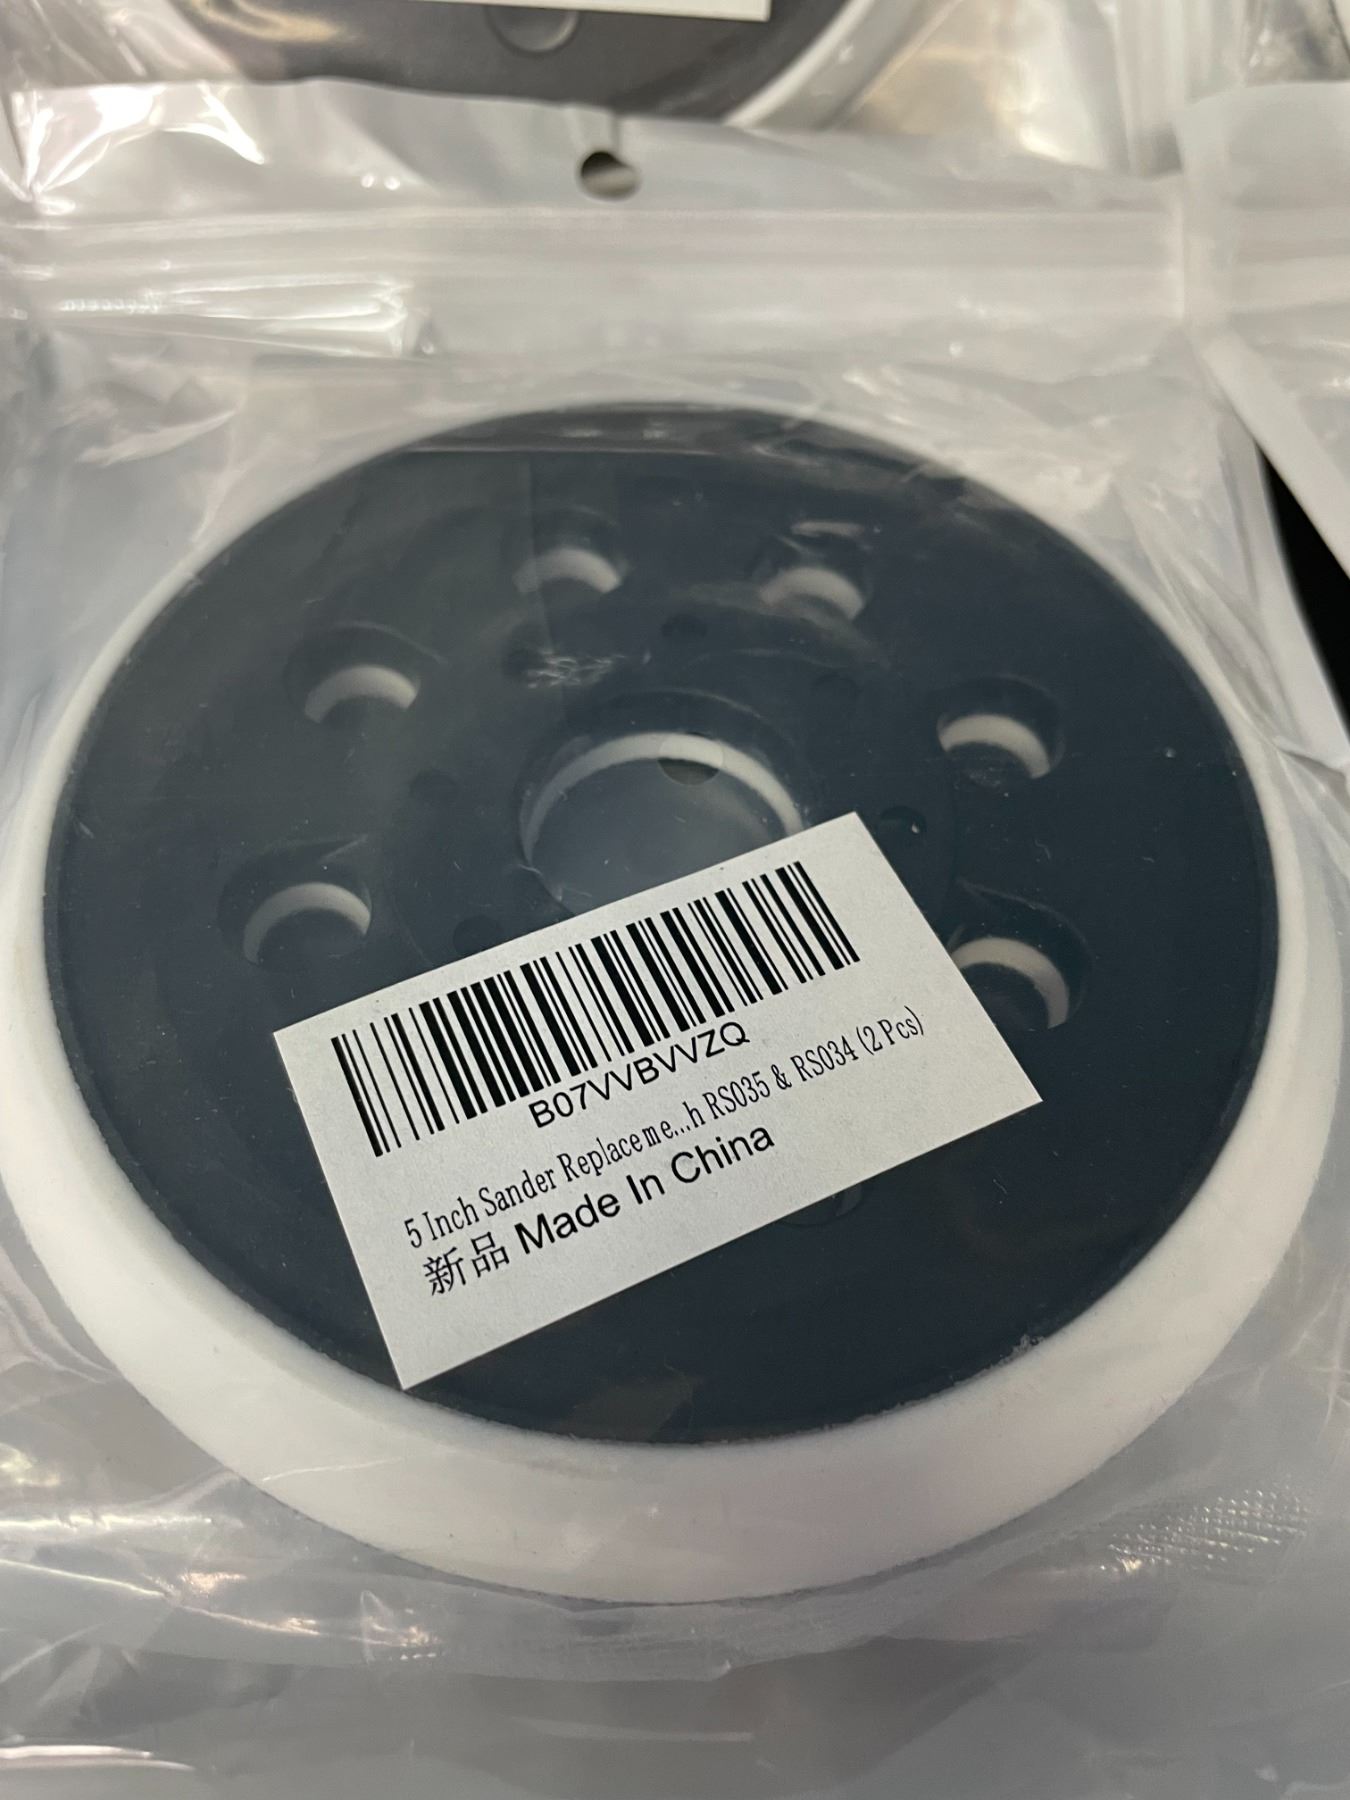 B07VVBVVZQ
5 Inch Sander Replaceme...h RS035 & RS034 (2 Pcs)
新品 Made In China